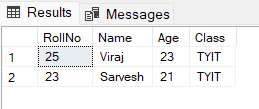 Results Messages
RollNo Name Age Class
1 25 Viraj 23 TYIT
2 23 Sarvesh 21 TYIT